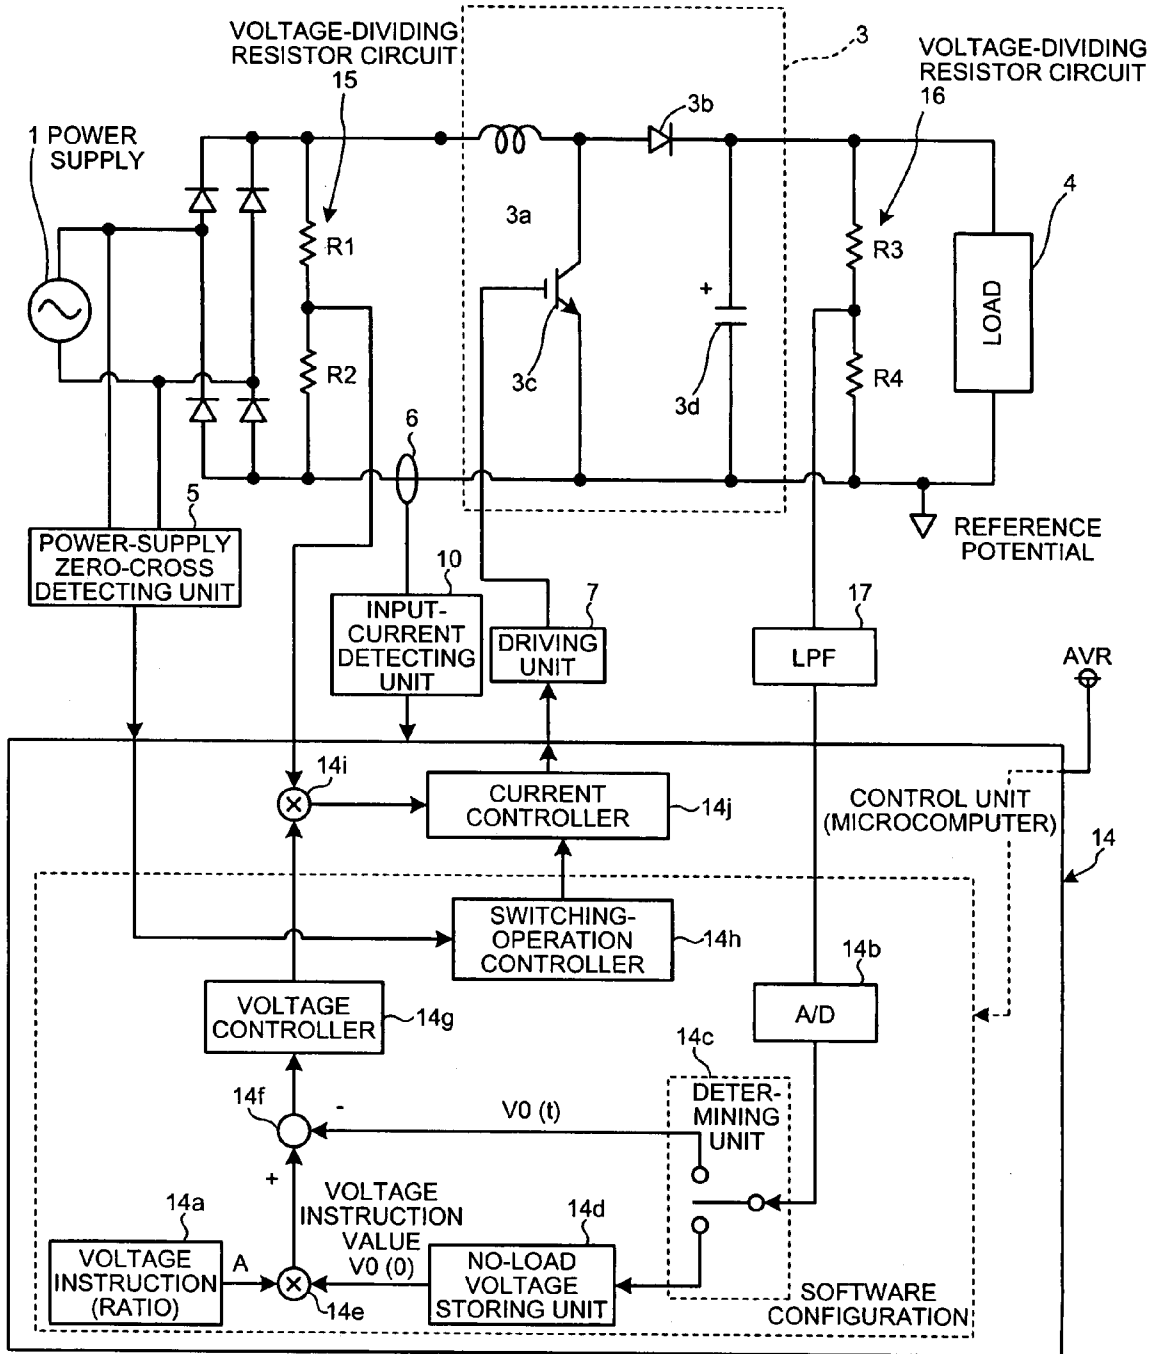 VOLTAGE-DIVIDING
RESISTOR CIRCUIT
15
3
VOLTAGE-DIVIDING
RESISTOR CIRCUIT
16
1 POWER
SUPPLY
3b
4
R1
3a
R3
+
LOAD
3c
R2
3d
R4
6
5
POWER-SUPPLY
ZERO-CROSS
DETECTING UNIT
REFERENCE
POTENTIAL
10
INPUT-
CURRENT
DETECTING
UNIT
7
DRIVING
UNIT
17
LPF
AVR
14i
CURRENT
CONTROLLER
14j
CONTROL UNIT
(MICROCOMPUTER)
14
SWITCHING-
OPERATION
CONTROLLER
14h
14b
A/D
VOLTAGE
CONTROLLER
14g
14c
DETER-
MINING
UNIT
14f
-
V0 (t)
+
14a
VOLTAGE
INSTRUCTION
(RATIO)
A
VOLTAGE
INSTRUCTION
VALUE
V0 (0)
14e
14d
NO-LOAD
VOLTAGE
STORING UNIT
SOFTWARE
CONFIGURATION